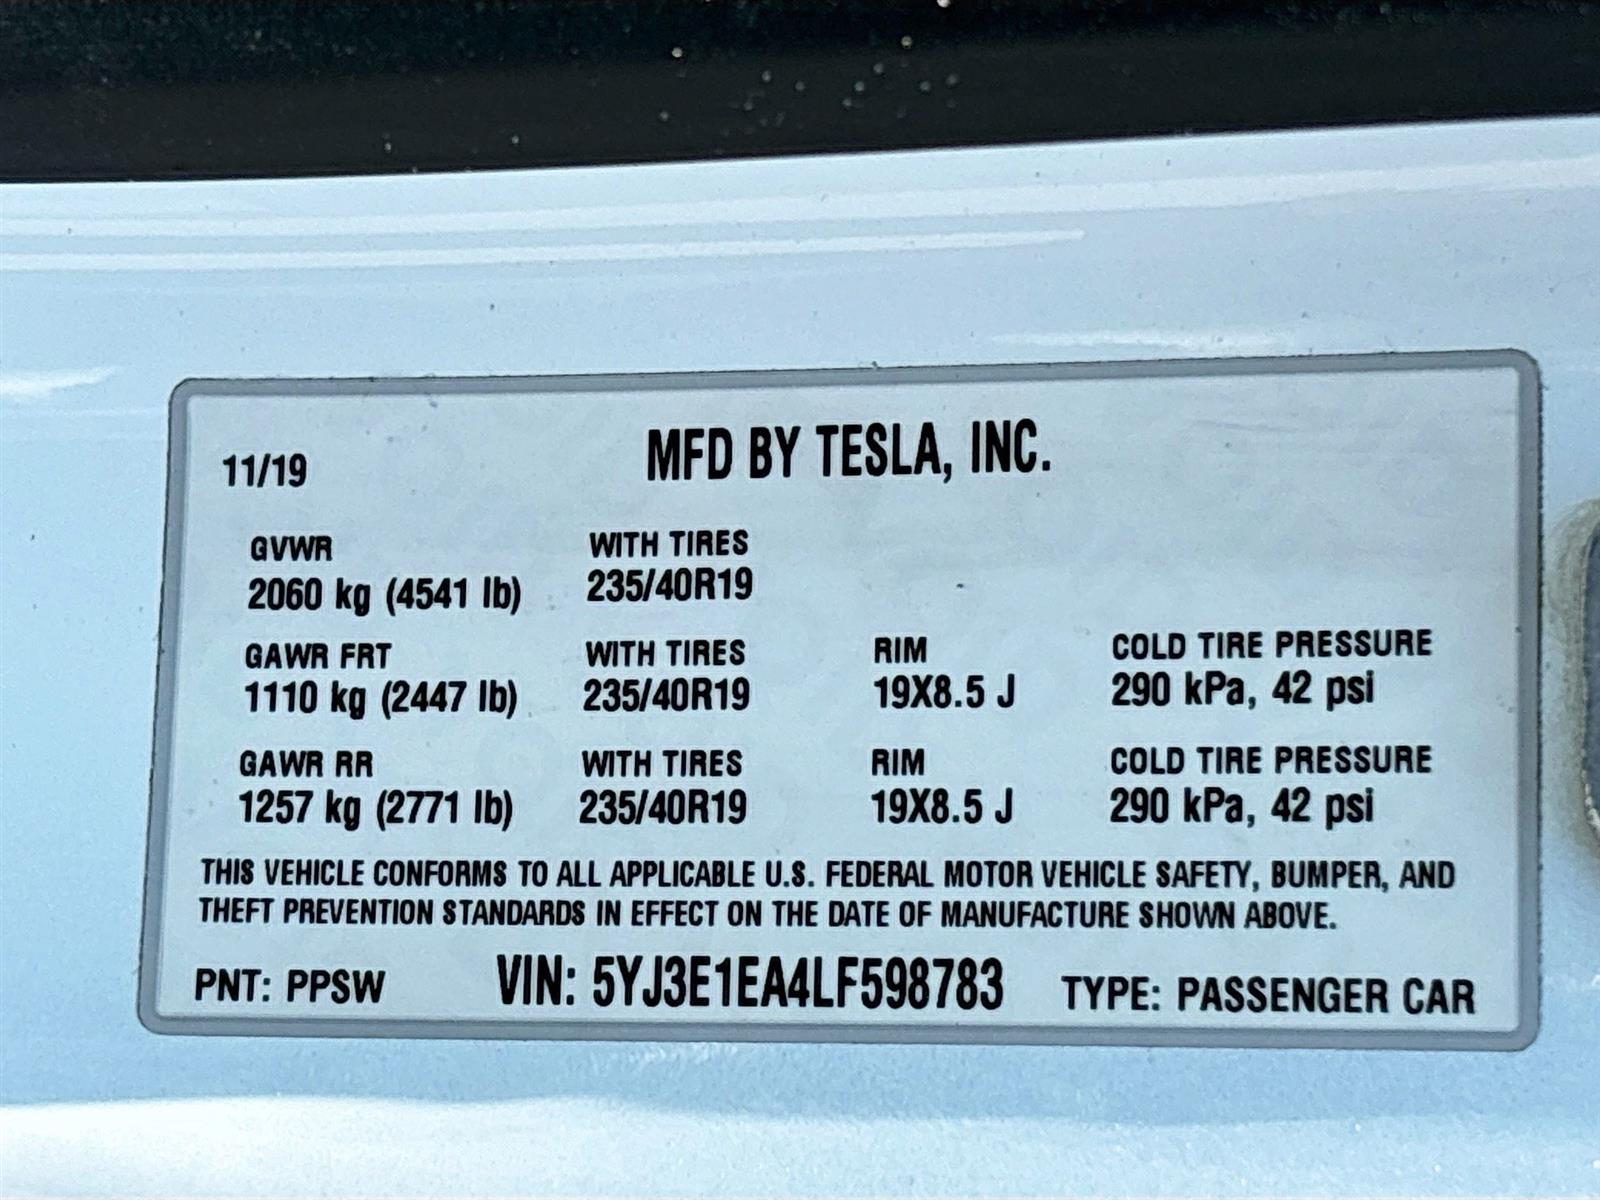 11/19 MFD BY TESLA, INC.
GVWR WITH TIRES
2060 kg (4541 lb) 235/40R19
GAWR FRT WITH TIRES RIM COLD TIRE PRESSURE
1110 kg (2447 lb) 235/40R19 19X8.5 J 290 kPa, 42 psi
GAWR RR WITH TIRES RIM COLD TIRE PRESSURE
1257 kg (2771 lb) 235/40R19 19X8.5 J 290 kPa, 42 psi
THIS VEHICLE CONFORMS TO ALL APPLICABLE U.S. FEDERAL MOTOR VEHICLE SAFETY, BUMPER, AND
THEFT PREVENTION STANDARDS IN EFFECT ON THE DATE OF MANUFACTURE SHOWN ABOVE.
PNT: PPSW VIN: 5YJ3E1EA4LF598783 TYPE: PASSENGER CAR